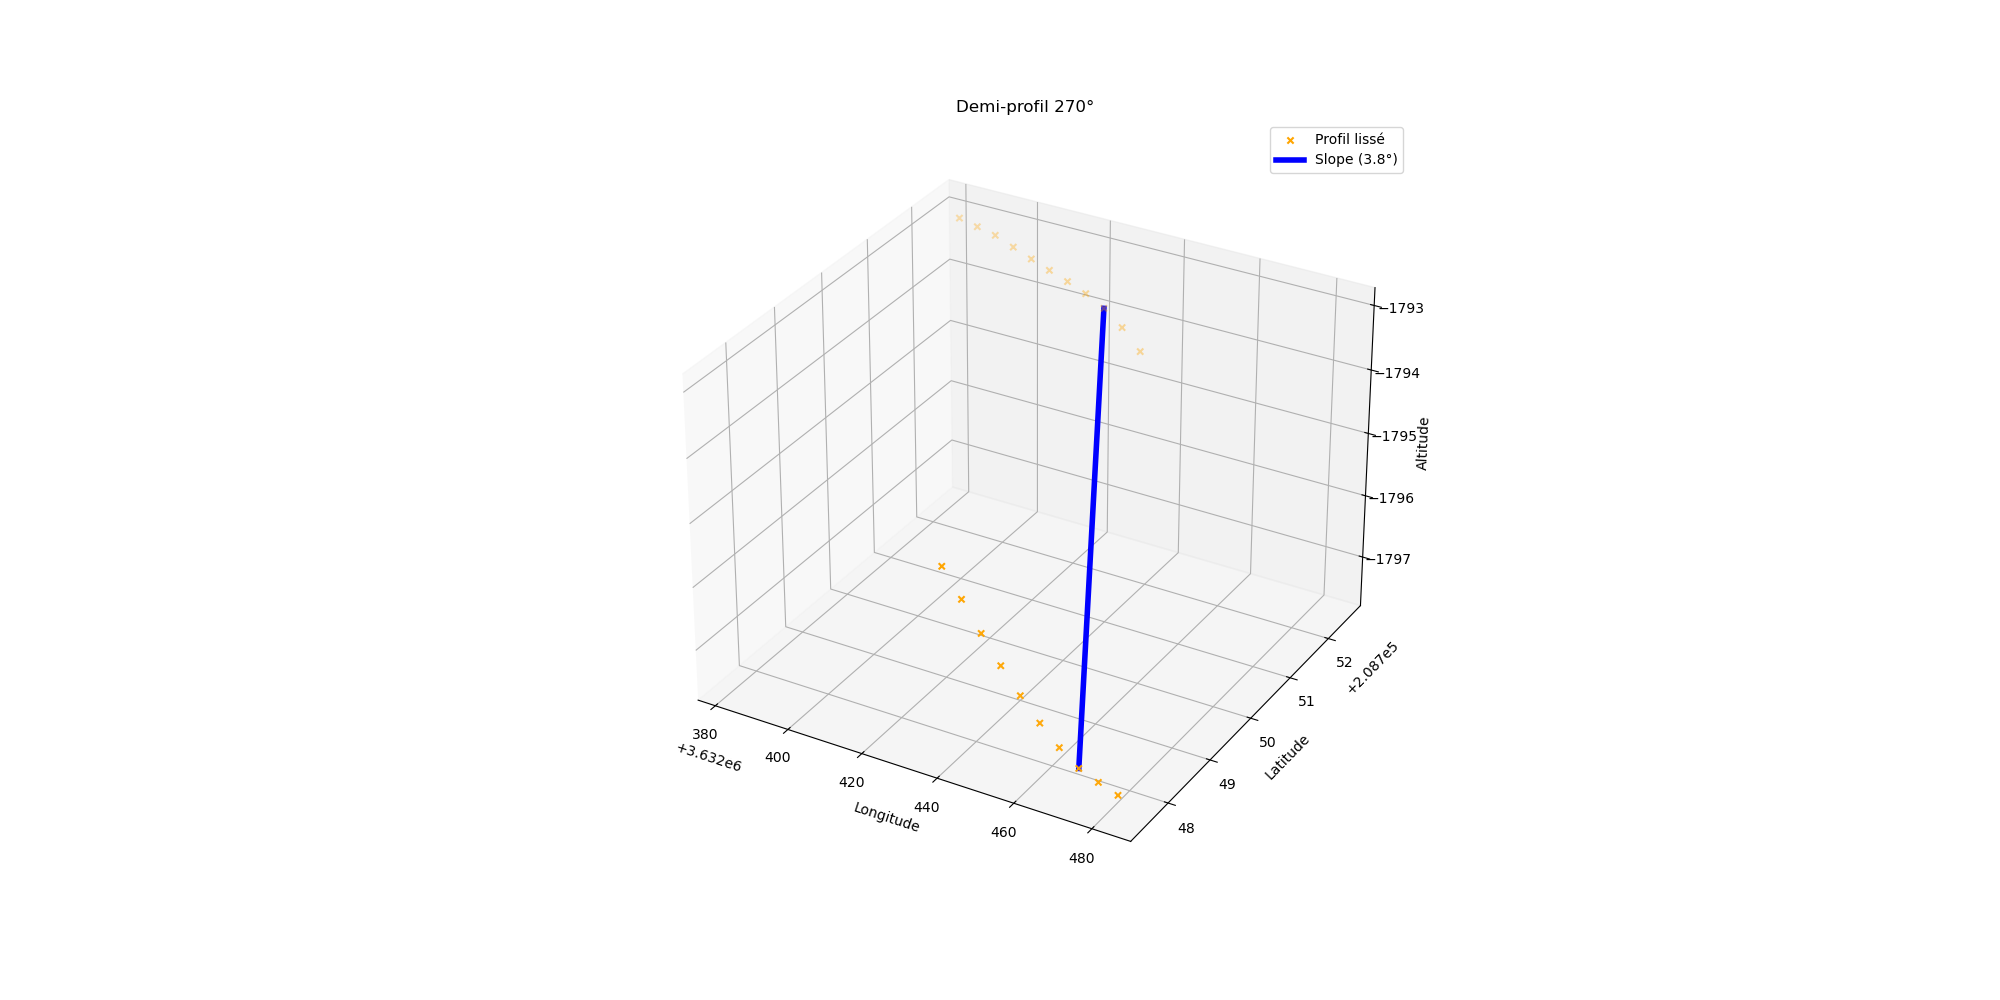 Demi-profil 270°
Profil lissé
Slope (3.8°)
−1793
−1794
−1795
−1796
−1797
Altitude
52
51
50
49
48
+2.087e5
Latitude
380
400
420
440
460
480
+3.632e6
Longitude